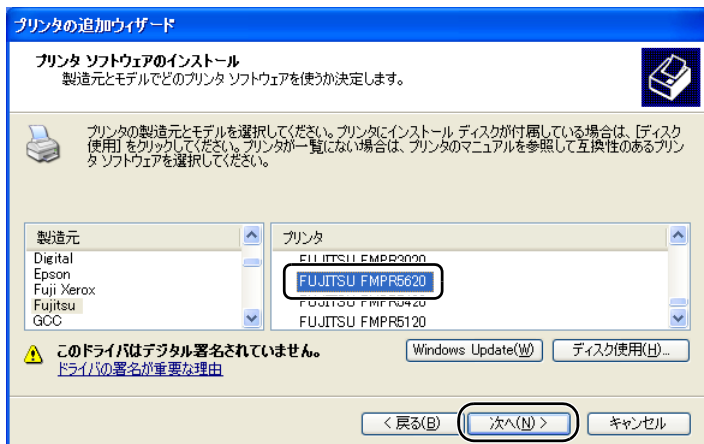 プリンタの追加ウィザード
プリンタ ソフトウェアのインストール
製造元とモデルでどのプリンタ ソフトウェアを使うか決定します。
プリンタの製造元とモデルを選択してください。プリンタにインストール ディスクが付属している場合は、[ディスク
使用] をクリックしてください。プリンタが一覧にない場合は、プリンタのマニュアルを参照して互換性のあるプリン
タ ソフトウェアを選択してください。
製造元
Digital
Epson
Fuji Xerox
Fujitsu
GCC
プリンタ
FUJITSU FMPR3020
FUJITSU FMPR5620
FUJITSU FMPR5420
FUJITSU FMPR5120
このドライバはデジタル署名されていません。
ドライバの署名が重要な理由
Windows Update(W)
ディスク使用(H)...
< 戻る(B)
次へ(N) >
キャンセル